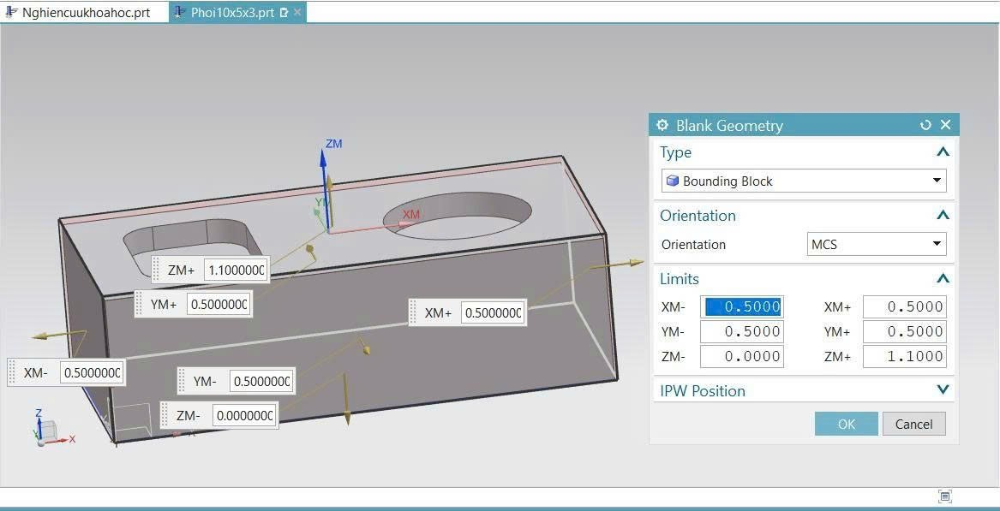 Nghiencuukhoahoc.prt
Phoi10x5x3.prt
Blank Geometry
Type
Bounding Block
Orientation
Orientation MCS
Limits
XM- 0.5000 XM+ 0.5000
YM- 0.5000 YM+ 0.5000
ZM- 0.0000 ZM+ 1.1000
IPW Position
OK Cancel
ZM
XM
ZM+ 1.1000000
YM+ 0.5000000
XM+ 0.5000000
XM- 0.5000000
YM- 0.5000000
ZM- 0.0000000
Z
X